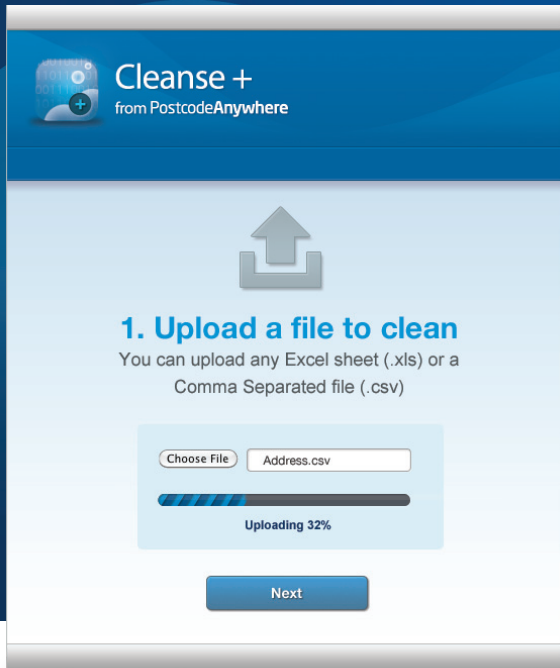 Cleanse +
from PostcodeAnywhere
1. Upload a file to clean
You can upload any Excel sheet (.xls) or a
Comma Separated file (.csv)
Choose File Address.csv
Uploading 32%
Next